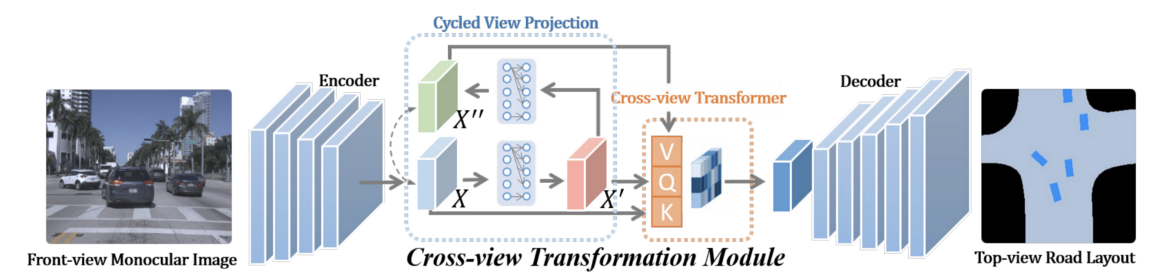 Cycled View Projection
Encoder
Decoder
Cross-view Transformer
X''
V
X
X'
Q
K
Front-view Monocular Image
Cross-view Transformation Module
Top-view Road Layout